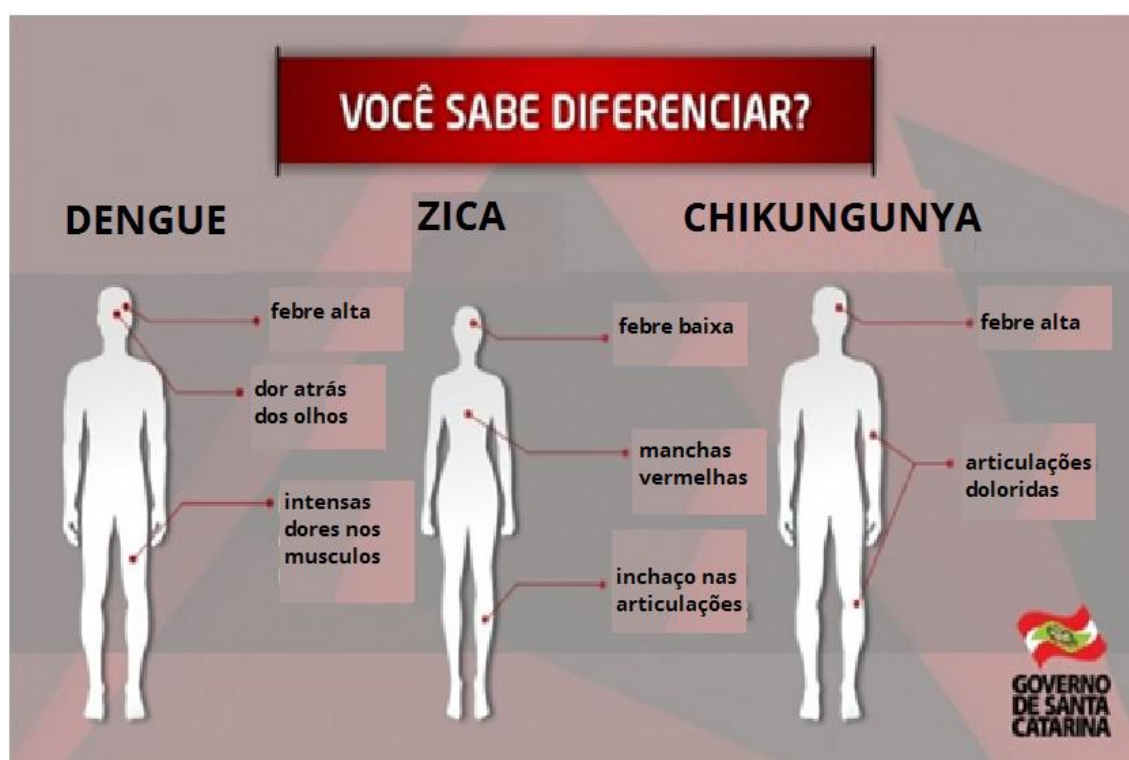 VOCÊ SABE DIFERENCIAR?
DENGUE
febre alta
dor atrás
dos olhos
intensas
dores nos
musculos
ZICA
febre baixa
manchas
vermelhas
inchaço nas
articulações
CHIKUNGUNYA
febre alta
articulações
doloridas
GOVERNO
DE SANTA
CATARINA